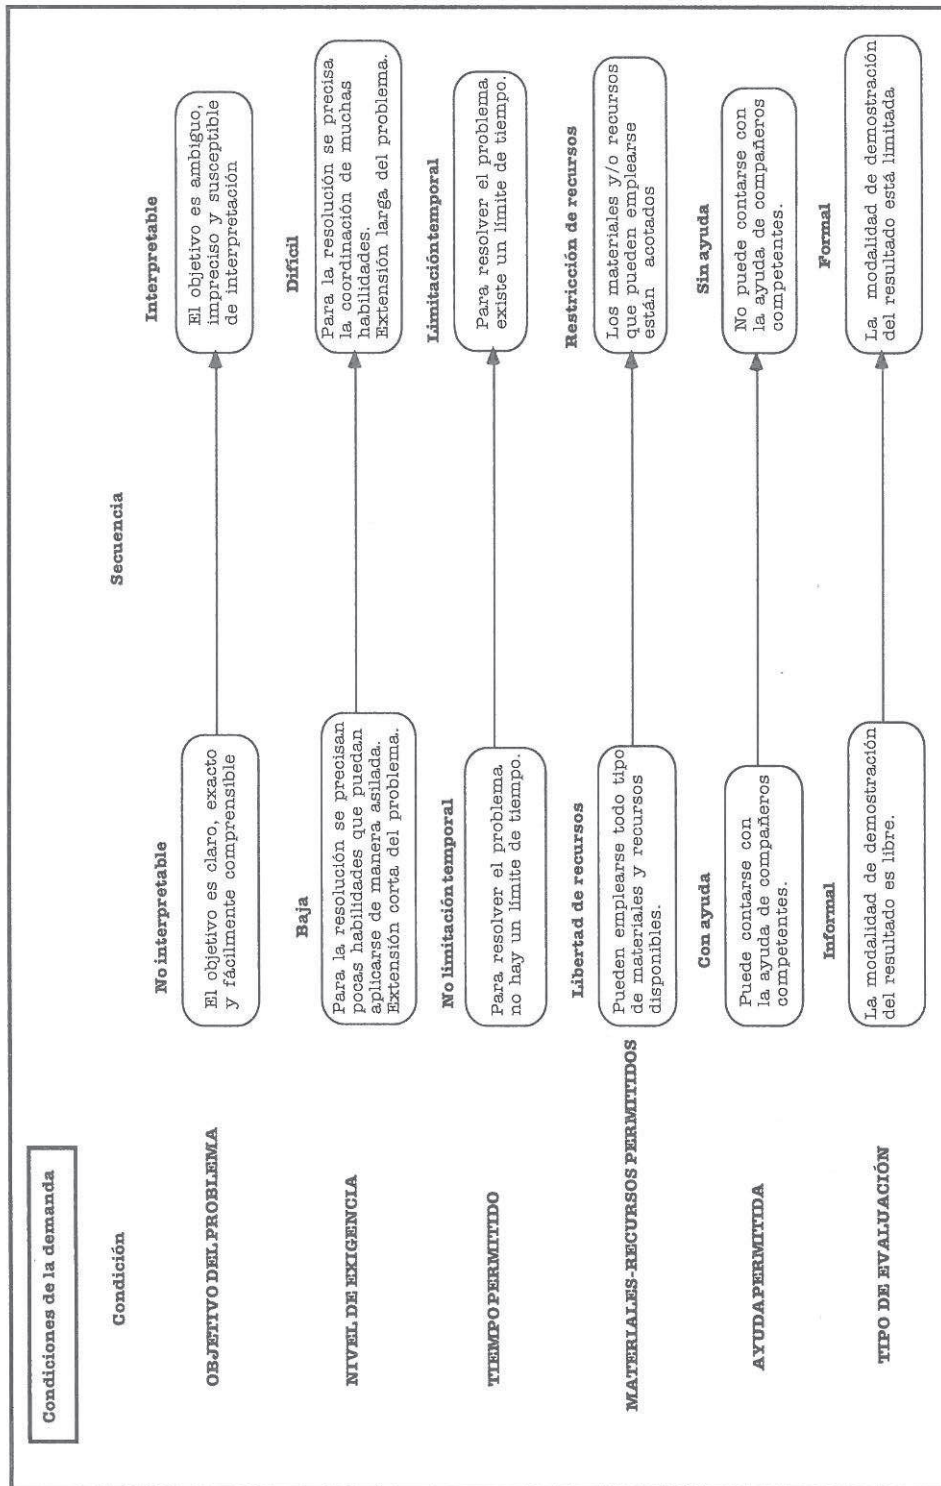 Condiciones de la demanda
Condición
Secuencia
OBJETIVO DEL PROBLEMA
No interpretable
El objetivo es claro, exacto
y fácilmente comprensible
Interpretable
El objetivo es ambiguo,
impreciso y susceptible
de interpretación
NIVEL DE EXIGENCIA
Baja
Para la resolución se precisan
pocas habilidades que puedan
aplicarse de manera asilada.
Extensión corta del problema.
Difícil
Para la resolución se precisa
la coordinación de muchas
habilidades.
Extensión larga del problema.
TIEMPO PERMITIDO
No limitación temporal
Para resolver el problema
no hay un límite de tiempo.
Limitación temporal
Para resolver el problema
existe un límite de tiempo.
MATERIALES-RECURSOS PERMITIDOS
Libertad de recursos
Pueden emplearse todo tipo
de materiales y recursos
disponibles.
Restricción de recursos
Los materiales y/o recursos
que pueden emplearse
están acotados
AYUDA PERMITIDA
Con ayuda
Puede contarse con
la ayuda de compañeros
competentes.
Sin ayuda
No puede contarse con
la ayuda de compañeros
competentes.
TIPO DE EVALUACIÓN
Informal
La modalidad de demostración
del resultado es libre.
Formal
La modalidad de demostración
del resultado está limitada